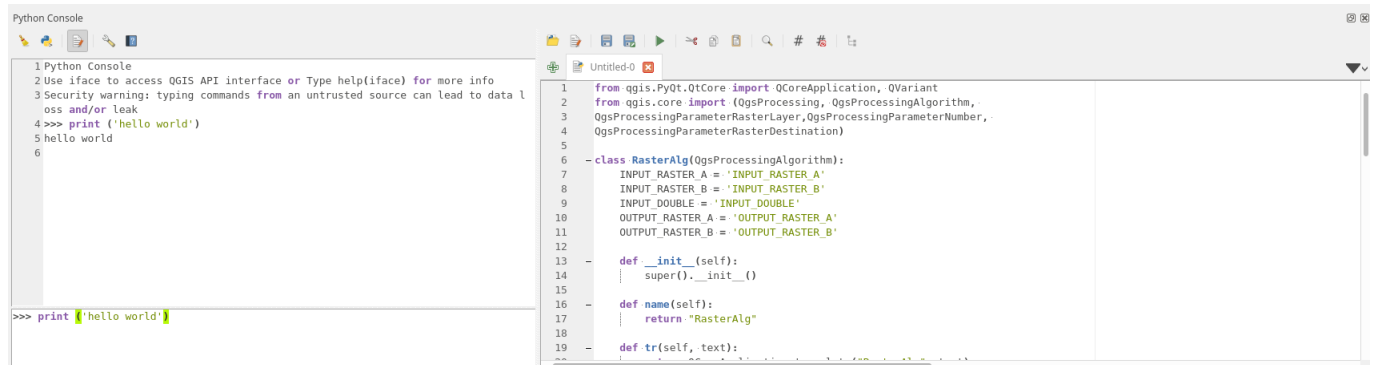 Python Console
1 Python Console
2 Use iface to access QGIS API interface or Type help(iface) for more info
3 Security warning: typing commands from an untrusted source can lead to data l
oss and/or leak
4 >>> print ('hello world')
5 hello world
6
>>> print ('hello world')
Untitled-0
1 from qgis.PyQt.QtCore import QCoreApplication, QVariant
2 from qgis.core import (QgsProcessing, QgsProcessingAlgorithm,
3 QgsProcessingParameterRasterLayer,QgsProcessingParameterNumber,
4 QgsProcessingParameterRasterDestination)
5
6 class RasterAlg(QgsProcessingAlgorithm):
7 INPUT_RASTER_A = 'INPUT_RASTER_A'
8 INPUT_RASTER_B = 'INPUT_RASTER_B'
9 INPUT_DOUBLE = 'INPUT_DOUBLE'
10 OUTPUT_RASTER_A = 'OUTPUT_RASTER_A'
11 OUTPUT_RASTER_B = 'OUTPUT_RASTER_B'
12
13 def __init__(self):
14 super().__init__()
15
16 def name(self):
17 return "RasterAlg"
18
19 def tr(self, text):